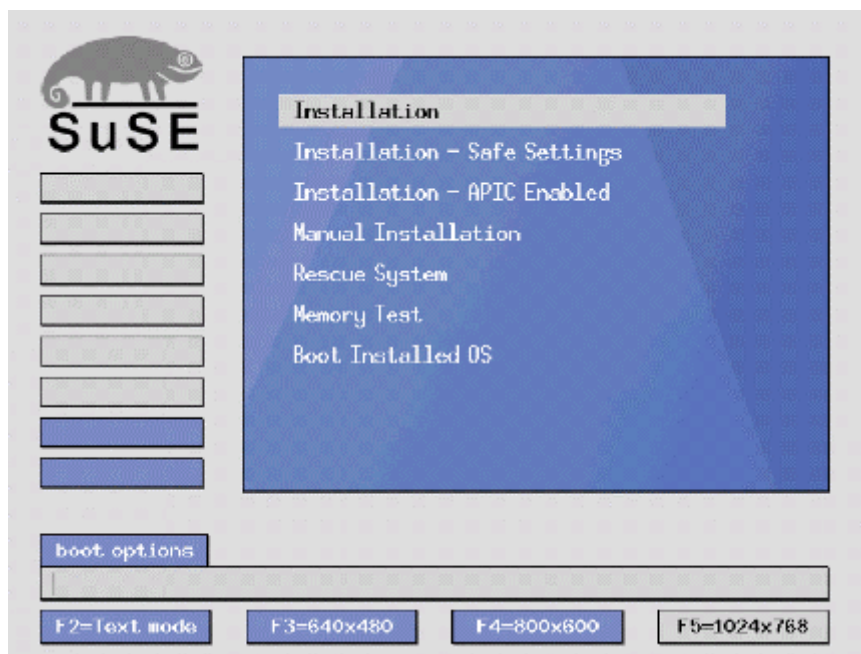 SuSE
Installation
Installation - Safe Settings
Installation - APIC Enabled
Manual Installation
Rescue System
Memory Test
Boot Installed OS
boot options
F2=Text mode
F3=640x480
F4=800x600
F5=1024x768